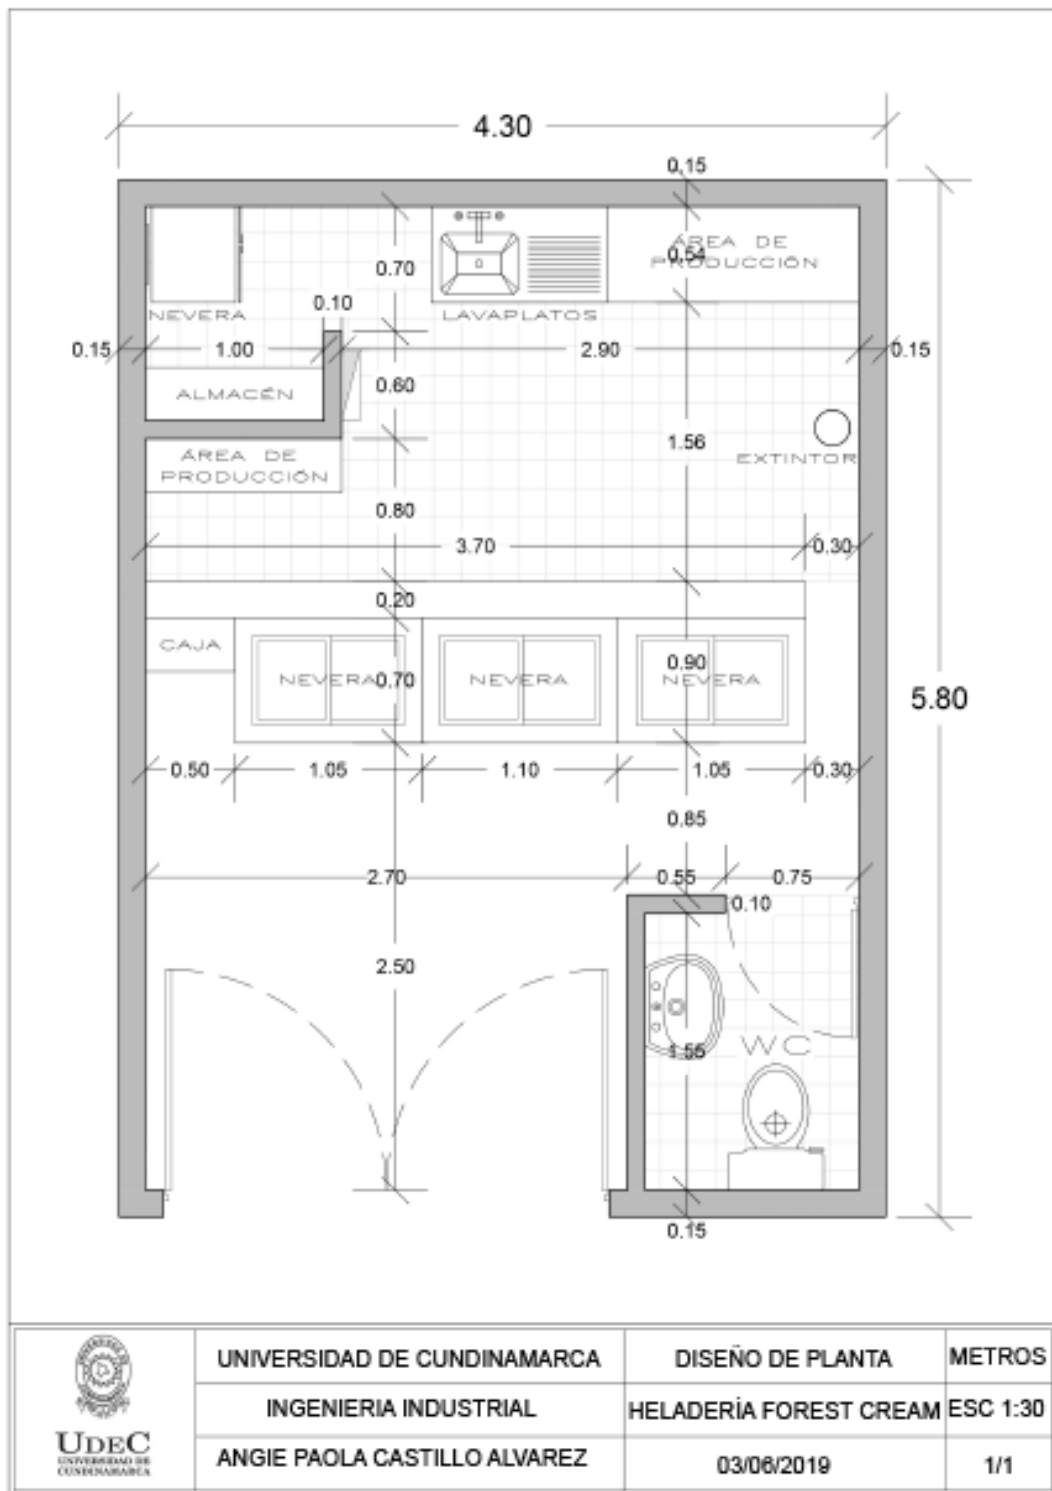 4.30
0.15
ÁREA DE
0.54
PRODUCCIÓN
0.70
0.10
NEVERA
LAVAPLATOS
0.15
1.00
2.90
0.15
ALMACÉN
0.60
1.56
EXTINTOR
ÁREA DE
PRODUCCIÓN
0.80
3.70
0.30
0.20
CAJA
0.90
NEVERA
0.70
NEVERA
NEVERA
5.80
0.50
1.05
1.10
1.05
0.30
0.85
2.70
0.55
0.75
0.10
2.50
WC
1.55
0.15
UDEC
UNIVERSIDAD DE
CUNDINAMARCA
UNIVERSIDAD DE CUNDINAMARCA
DISEÑO DE PLANTA
METROS
INGENIERIA INDUSTRIAL
HELADERÍA FOREST CREAM
ESC 1:30
ANGIE PAOLA CASTILLO ALVAREZ
03/06/2019
1/1